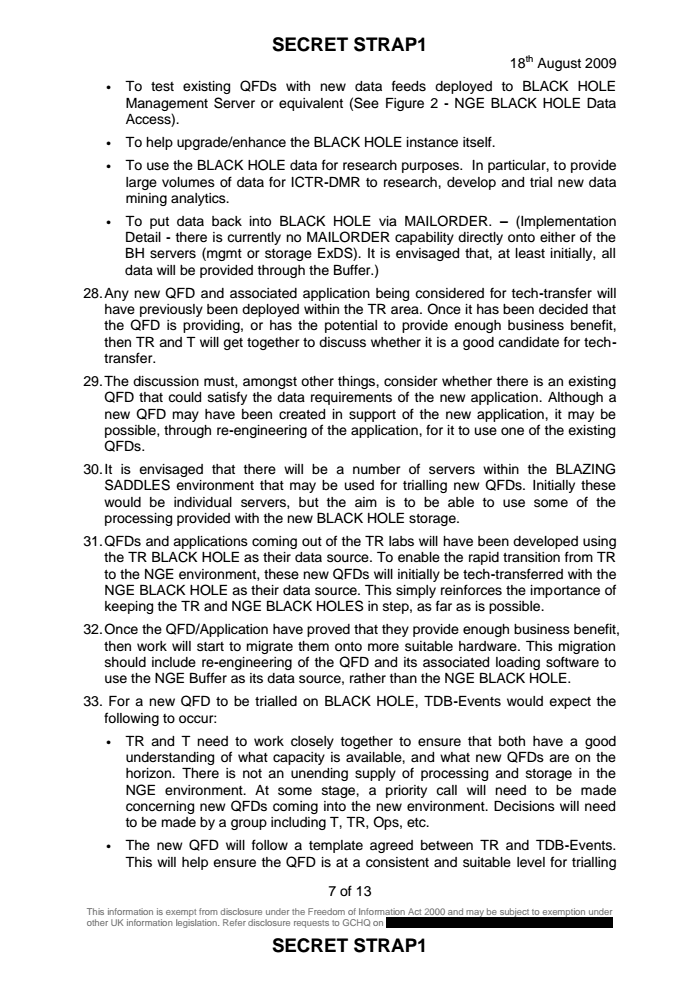 SECRET STRAP1
18th August 2009
• To test existing QFDs with new data feeds deployed to BLACK HOLE
Management Server or equivalent (See Figure 2 - NGE BLACK HOLE Data
Access).
• To help upgrade/enhance the BLACK HOLE instance itself.
• To use the BLACK HOLE data for research purposes. In particular, to provide
large volumes of data for ICTR-DMR to research, develop and trial new data
mining analytics.
• To put data back into BLACK HOLE via MAILORDER. – (Implementation
Detail - there is currently no MAILORDER capability directly onto either of the
BH servers (mgmt or storage ExDS). It is envisaged that, at least initially, all
data will be provided through the Buffer.)
28. Any new QFD and associated application being considered for tech-transfer will
have previously been deployed within the TR area. Once it has been decided that
the QFD is providing, or has the potential to provide enough business benefit,
then TR and T will get together to discuss whether it is a good candidate for tech-
transfer.
29. The discussion must, amongst other things, consider whether there is an existing
QFD that could satisfy the data requirements of the new application. Although a
new QFD may have been created in support of the new application, it may be
possible, through re-engineering of the application, for it to use one of the existing
QFDs.
30. It is envisaged that there will be a number of servers within the BLAZING
SADDLES environment that may be used for trialling new QFDs. Initially these
would be individual servers, but the aim is to be able to use some of the
processing provided with the new BLACK HOLE storage.
31. QFDs and applications coming out of the TR labs will have been developed using
the TR BLACK HOLE as their data source. To enable the rapid transition from TR
to the NGE environment, these new QFDs will initially be tech-transferred with the
NGE BLACK HOLE as their data source. This simply reinforces the importance of
keeping the TR and NGE BLACK HOLES in step, as far as is possible.
32. Once the QFD/Application have proved that they provide enough business benefit,
then work will start to migrate them onto more suitable hardware. This migration
should include re-engineering of the QFD and its associated loading software to
use the NGE Buffer as its data source, rather than the NGE BLACK HOLE.
33. For a new QFD to be trialled on BLACK HOLE, TDB-Events would expect the
following to occur:
• TR and T need to work closely together to ensure that both have a good
understanding of what capacity is available, and what new QFDs are on the
horizon. There is not an unending supply of processing and storage in the
NGE environment. At some stage, a priority call will need to be made
concerning new QFDs coming into the new environment. Decisions will need
to be made by a group including T, TR, Ops, etc.
• The new QFD will follow a template agreed between TR and TDB-Events.
This will help ensure the QFD is at a consistent and suitable level for trialling
7 of 13
This information is exempt from disclosure under the Freedom of Information Act 2000 and may be subject to exemption under
other UK information legislation. Refer disclosure requests to GCHQ on
SECRET STRAP1